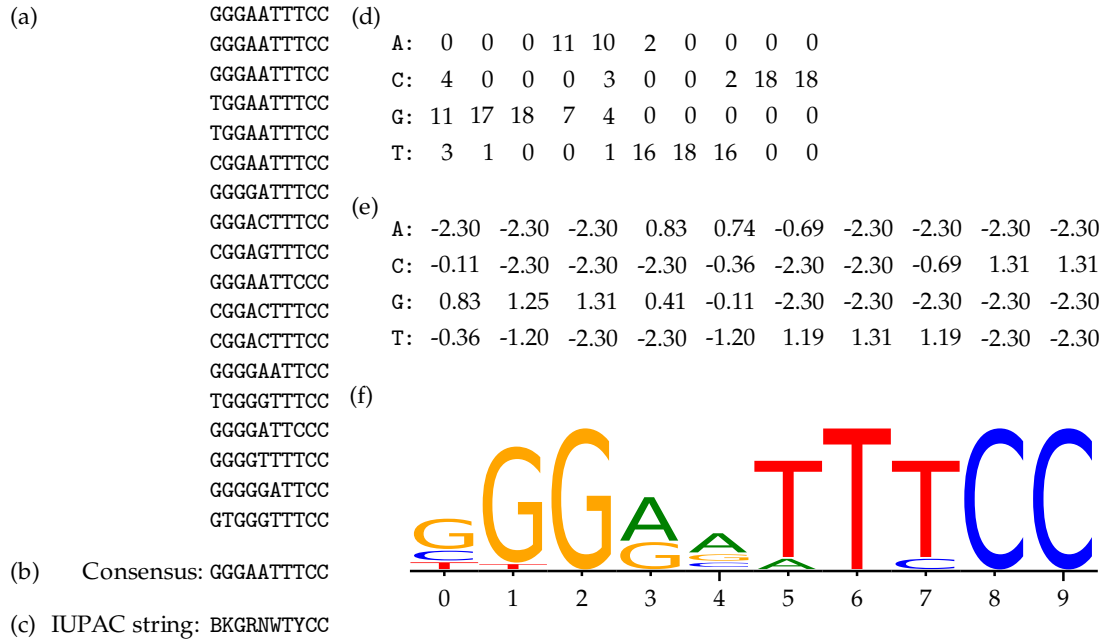 (a)
GGGAATTTCC
GGGAATTTCC
GGGAATTTCC
TGGAATTTCC
TGGAATTTCC
CGGAATTTCC
GGGGATTTCC
GGGACTTTCC
CGGAGTTTCC
GGGAATTCCC
CGGACTTTCC
CGGACTTTCC
GGGGAATTCC
TGGGGTTTCC
GGGGATTCCC
GGGGTTTTCC
GGGGGATTCC
GTGGGTTTCC
(b) Consensus: GGGAATTTCC
(c) IUPAC string: BKGRNWTYCC
(d)
A: 0 0 0 11 10 2 0 0 0 0
C: 4 0 0 0 3 0 0 2 18 18
G: 11 17 18 7 4 0 0 0 0 0
T: 3 1 0 0 1 16 18 16 0 0
(e)
A: -2.30 -2.30 -2.30 0.83 0.74 -0.69 -2.30 -2.30 -2.30 -2.30
C: -0.11 -2.30 -2.30 -2.30 -0.36 -2.30 -2.30 -0.69 1.31 1.31
G: 0.83 1.25 1.31 0.41 -0.11 -2.30 -2.30 -2.30 -2.30 -2.30
T: -0.36 -1.20 -2.30 -2.30 -1.20 1.19 1.31 1.19 -2.30 -2.30
(f)
G G G A A T T T C C
C T G G A C
T C
0 1 2 3 4 5 6 7 8 9